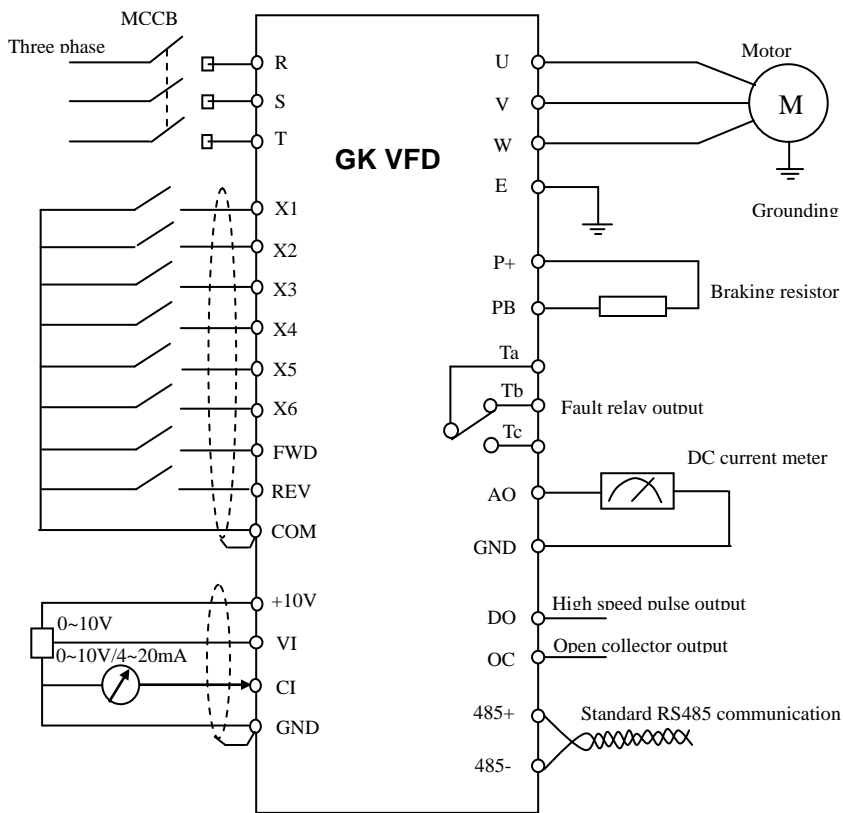 MCCB
Three phase
R
S
T
GK VFD
U
V
W
E
Motor
M
Grounding
X1
X2
X3
X4
X5
X6
FWD
REV
COM
P+
PB
Braking resistor
Ta
Tb
Tc
Fault relay output
DC current meter
AO
GND
+10V
0~10V
VI
0~10V/4~20mA
CI
GND
DO
High speed pulse output
OC
Open collector output
485+
Standard RS485 communication
485-